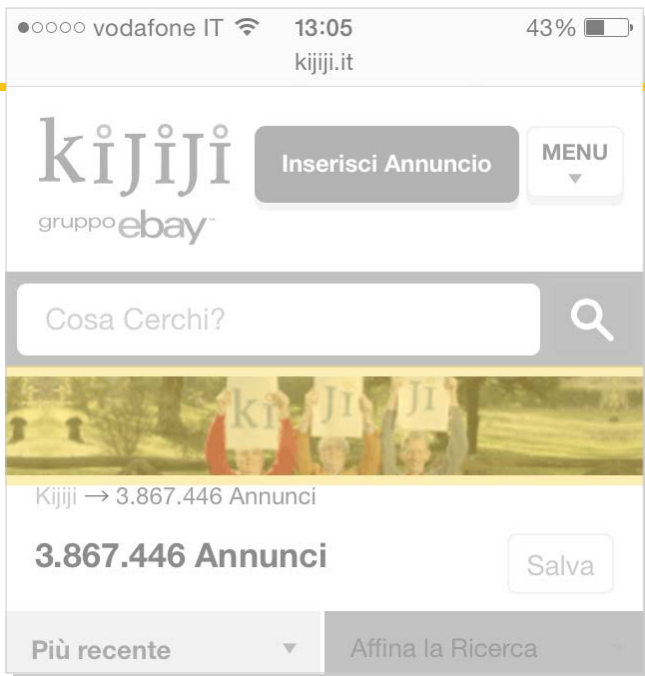 vodafone IT 13:05 43%
kijiji.it
kijiji Inserisci Annuncio MENU
gruppo ebay
Cosa Cerchi?
ki JI JI
Kijiji → 3.867.446 Annunci
3.867.446 Annunci Salva
Più recente Affina la Ricerca